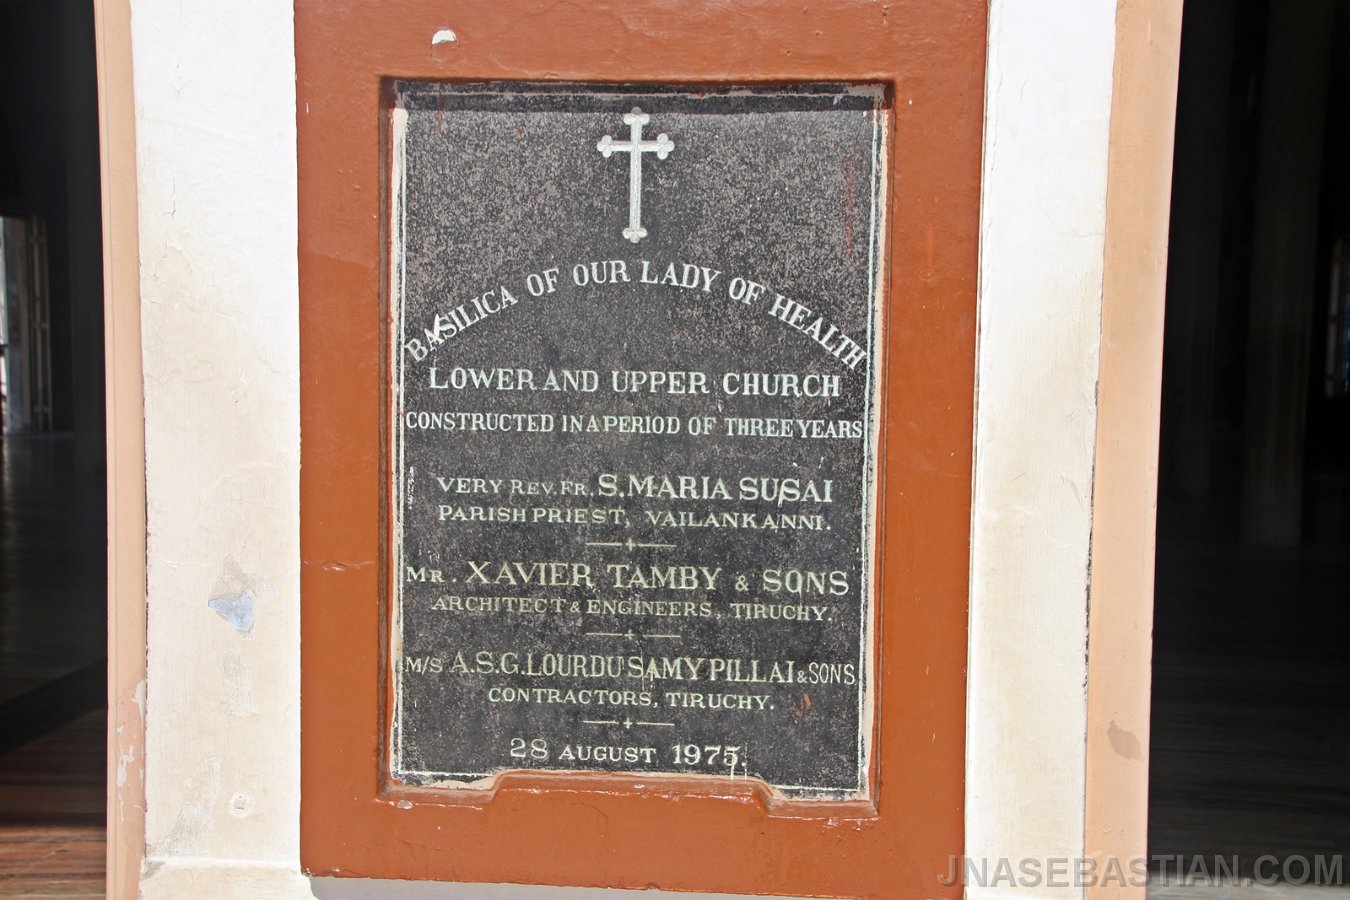 BASILICA OF OUR LADY OF HEALTH
LOWER AND UPPER CHURCH
CONSTRUCTED IN A PERIOD OF THREE YEARS
VERY REV. FR. S. MARIA SUSAI
PARISH PRIEST, VAILANKANNI.
MR. XAVIER TAMBY & SONS
ARCHITECT & ENGINEERS, TIRUCHY.
M/S A.S.G. LOURDUSAMY PILLAI & SONS
CONTRACTORS, TIRUCHY.
28 AUGUST 1975.
JNASEBASTIAN.COM